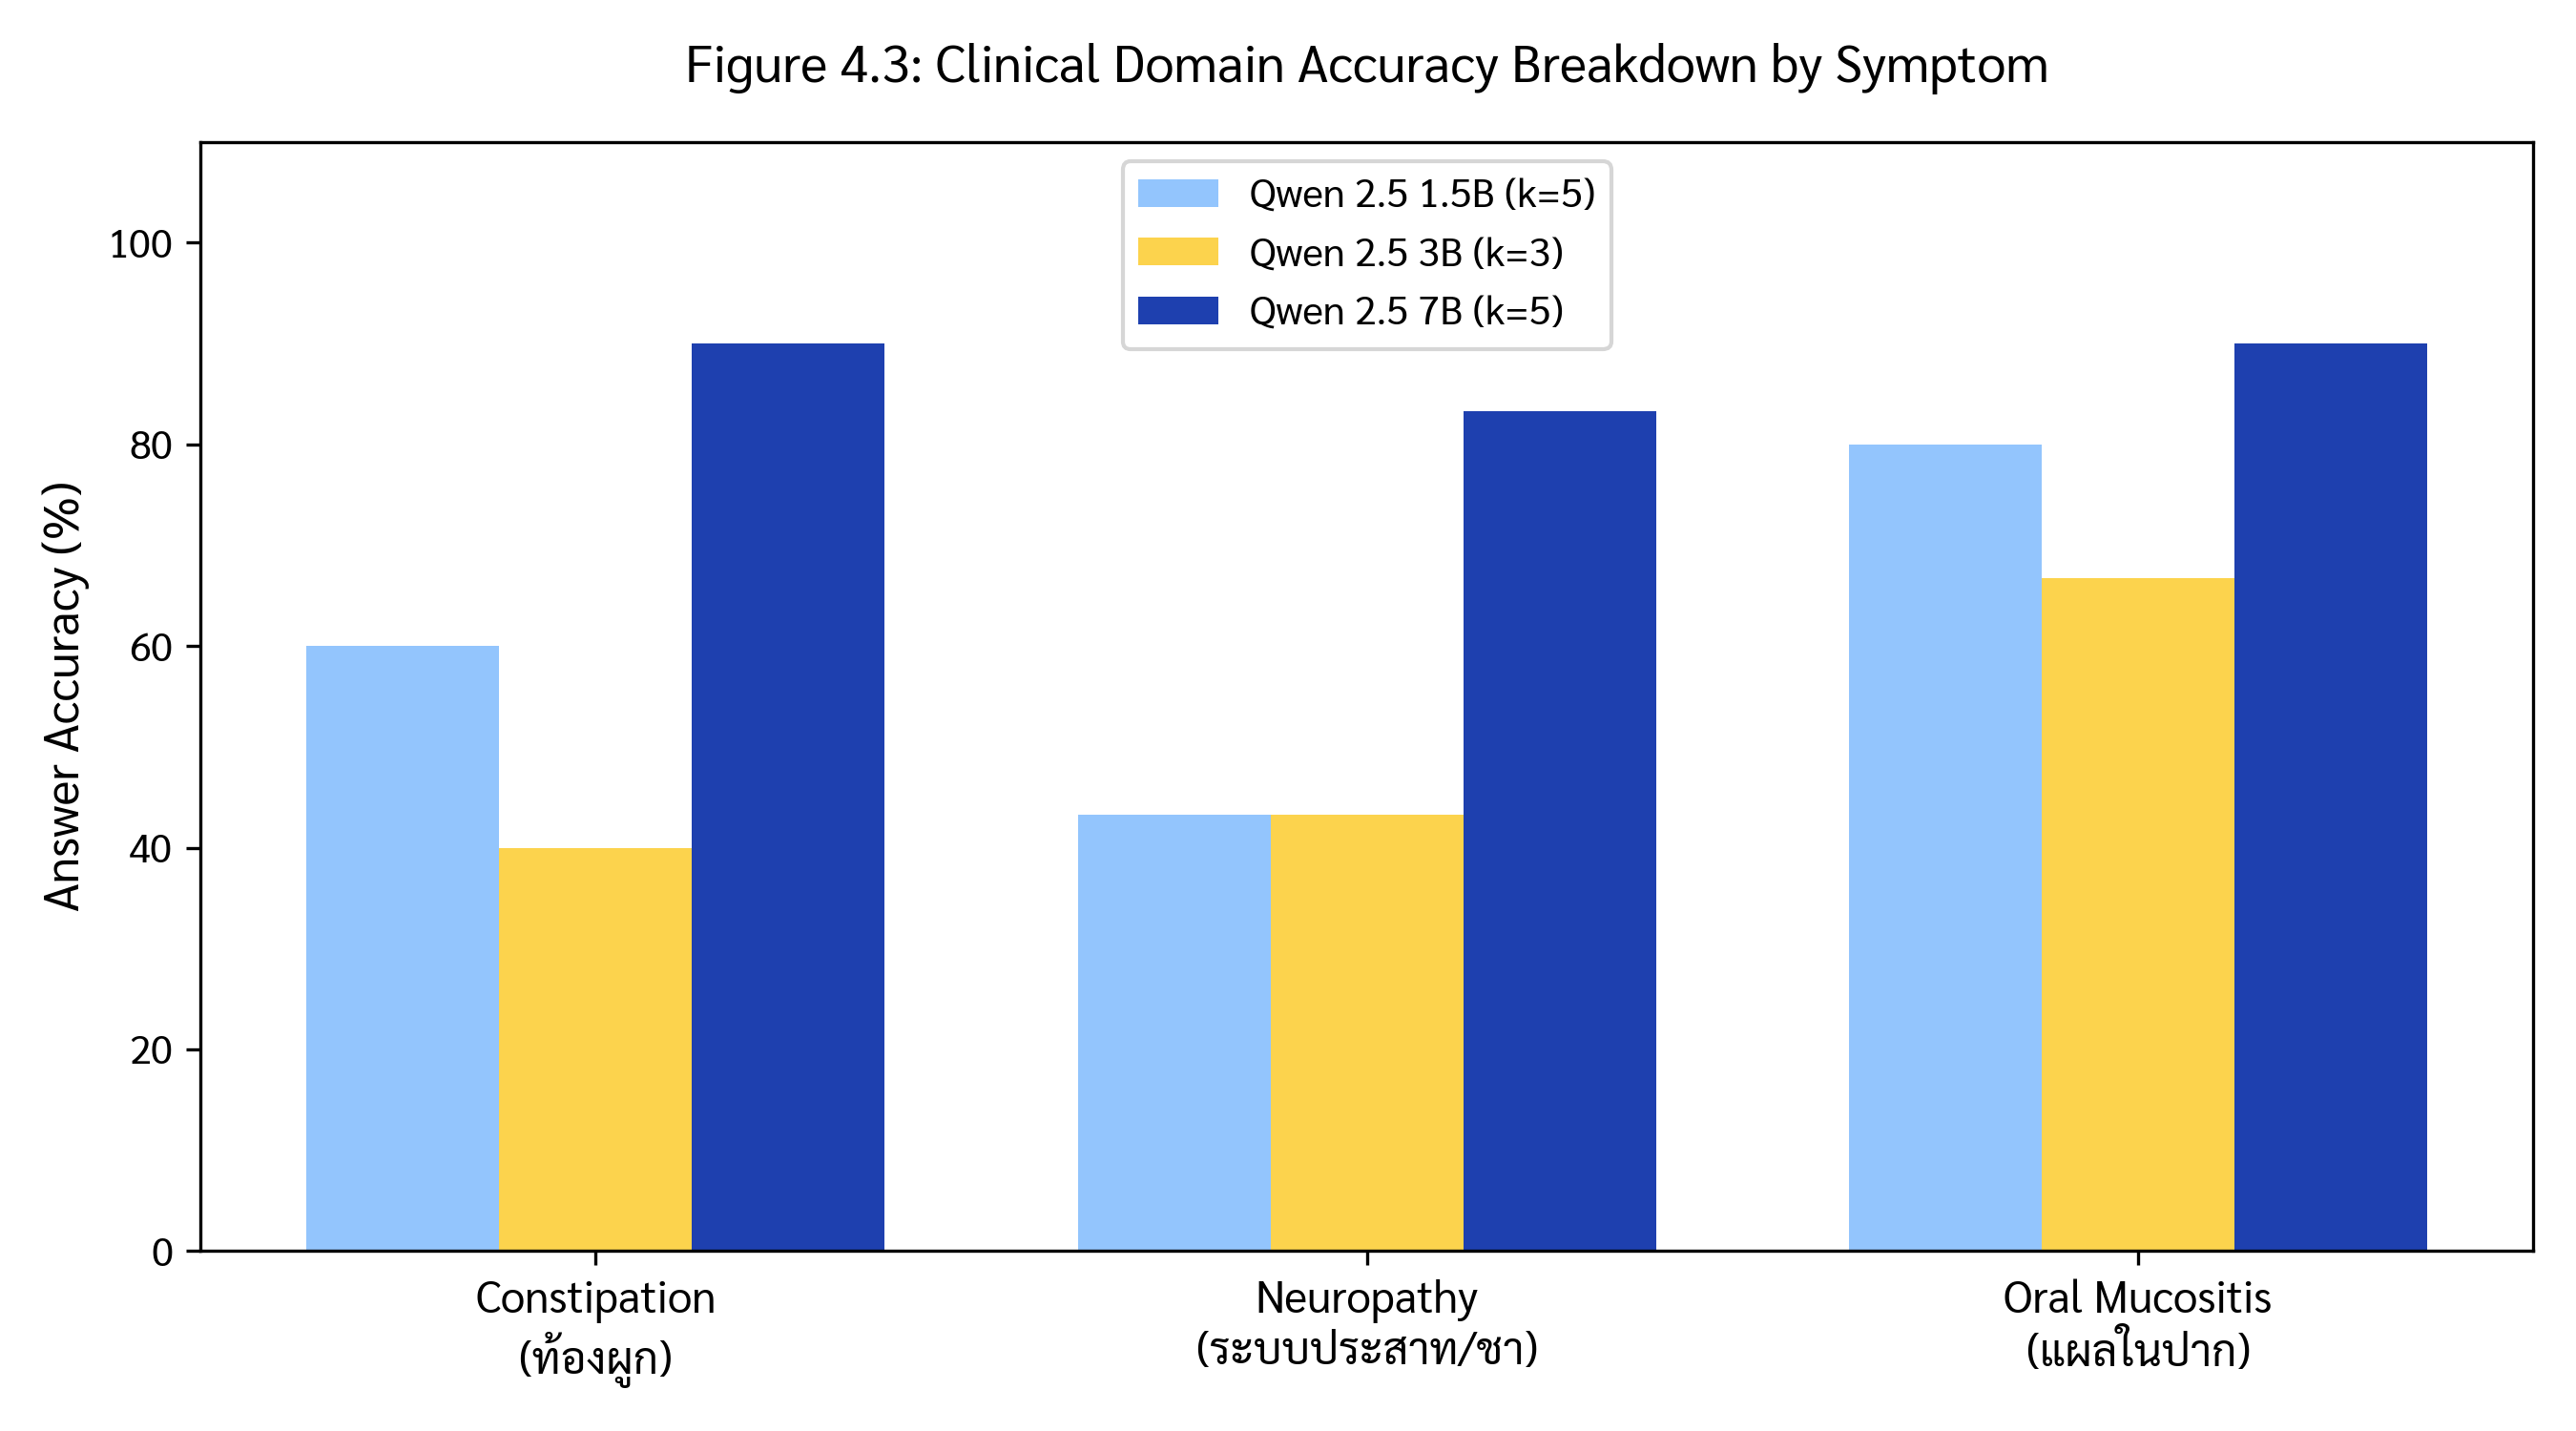 Figure 4.3: Clinical Domain Accuracy Breakdown by Symptom
Qwen 2.5 1.5B (k=5)
Qwen 2.5 3B (k=3)
Qwen 2.5 7B (k=5)
Answer Accuracy (%)
100
80
60
40
20
0
Constipation
(ท้องผูก)
Neuropathy
(ระบบประสาท/ชา)
Oral Mucositis
(แผลในปาก)